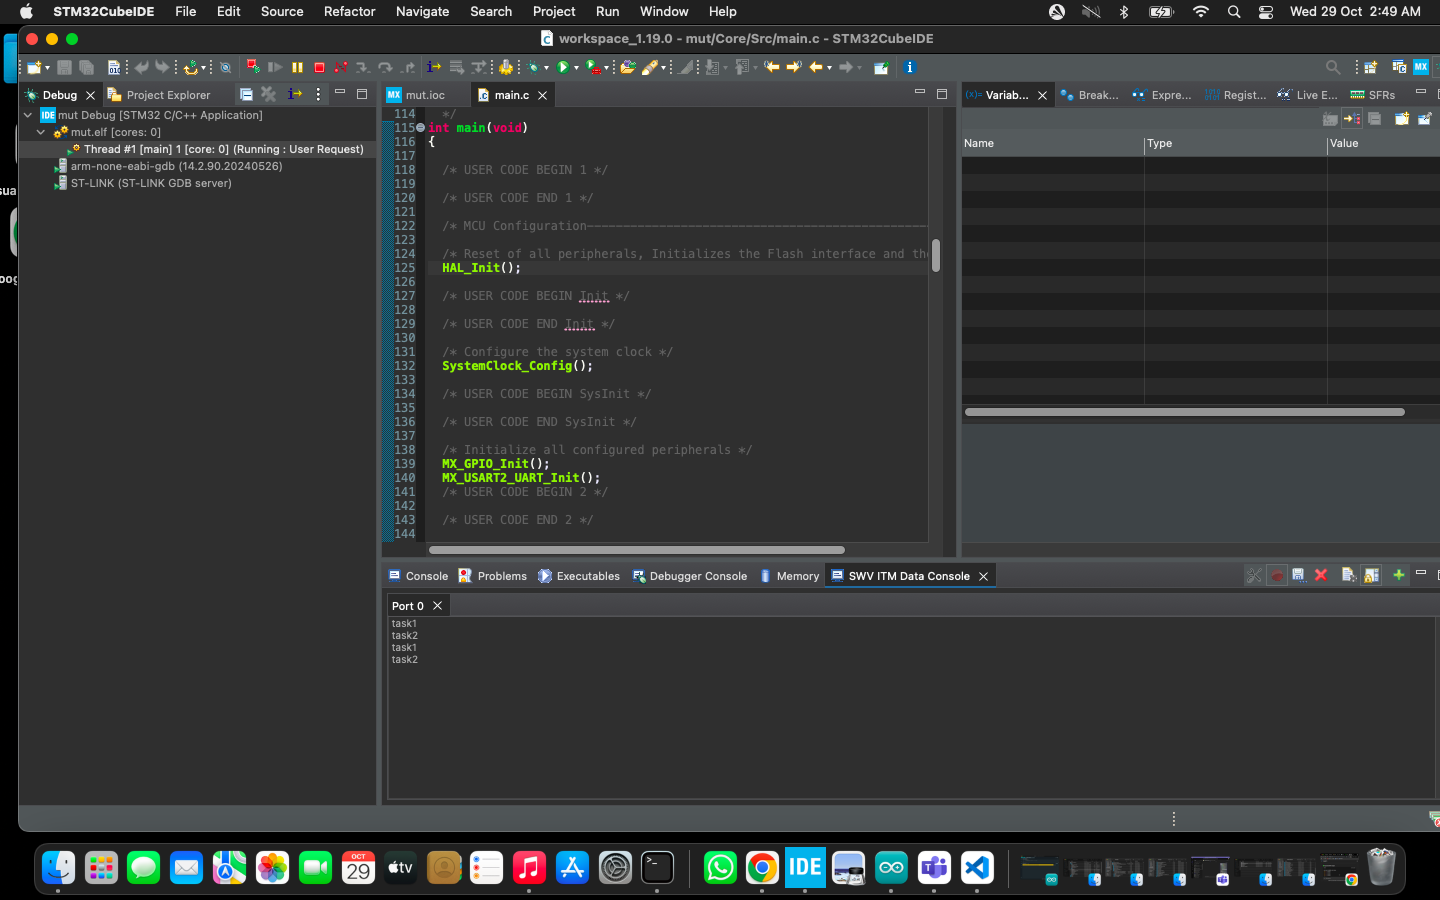 STM32CubeIDE File Edit Source Refactor Navigate Search Project Run Window Help Wed 29 Oct 2:49 AM
workspace_1.19.0 - mut/Core/Src/main.c - STM32CubeIDE
Debug Project Explorer
IDE mut Debug [STM32 C/C++ Application]
mut.elf [cores: 0]
Thread #1 [main] 1 [core: 0] (Running : User Request)
arm-none-eabi-gdb (14.2.90.20240526)
ST-LINK (ST-LINK GDB server)
MX mut.ioc main.c
114 */
115 int main(void)
116 {
117
118 /* USER CODE BEGIN 1 */
119
120 /* USER CODE END 1 */
121
122 /* MCU Configuration--------------------------------------------------
123
124 /* Reset of all peripherals, Initializes the Flash interface and th
125 HAL_Init();
126
127 /* USER CODE BEGIN Init */
128
129 /* USER CODE END Init */
130
131 /* Configure the system clock */
132 SystemClock_Config();
133
134 /* USER CODE BEGIN SysInit */
135
136 /* USER CODE END SysInit */
137
138 /* Initialize all configured peripherals */
139 MX_GPIO_Init();
140 MX_USART2_UART_Init();
141 /* USER CODE BEGIN 2 */
142
143 /* USER CODE END 2 */
144
(x)= Variab... Break... Expre... Regist... Live E... SFRs
Name Type Value
Console Problems Executables Debugger Console Memory SWV ITM Data Console
Port 0
task1
task2
task1
task2
MX
sua
oog
OCT
29
tv
IDE